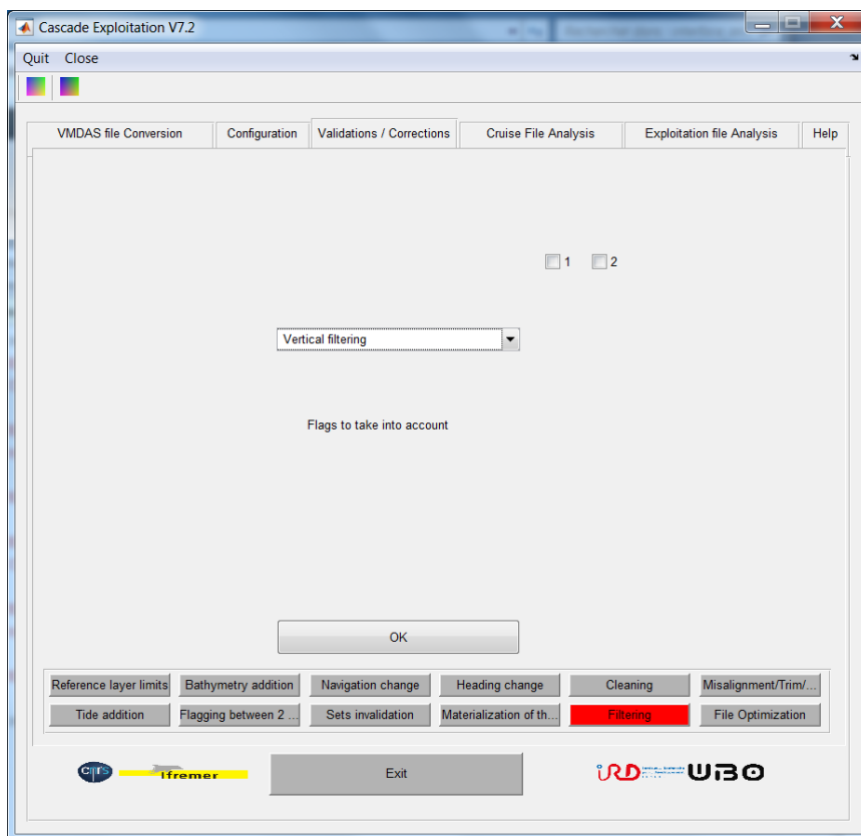 Cascade Exploitation V7.2
Quit Close
VMDAS file Conversion Configuration Validations / Corrections Cruise File Analysis Exploitation file Analysis Help
1 2
Vertical filtering
Flags to take into account
OK
Reference layer limits Bathymetry addition Navigation change Heading change Cleaning Misalignment/Trim/...
Tide addition Flagging between 2 ... Sets invalidation Materialization of th... Filtering File Optimization
cnrs Ifremer Exit iRD UBO